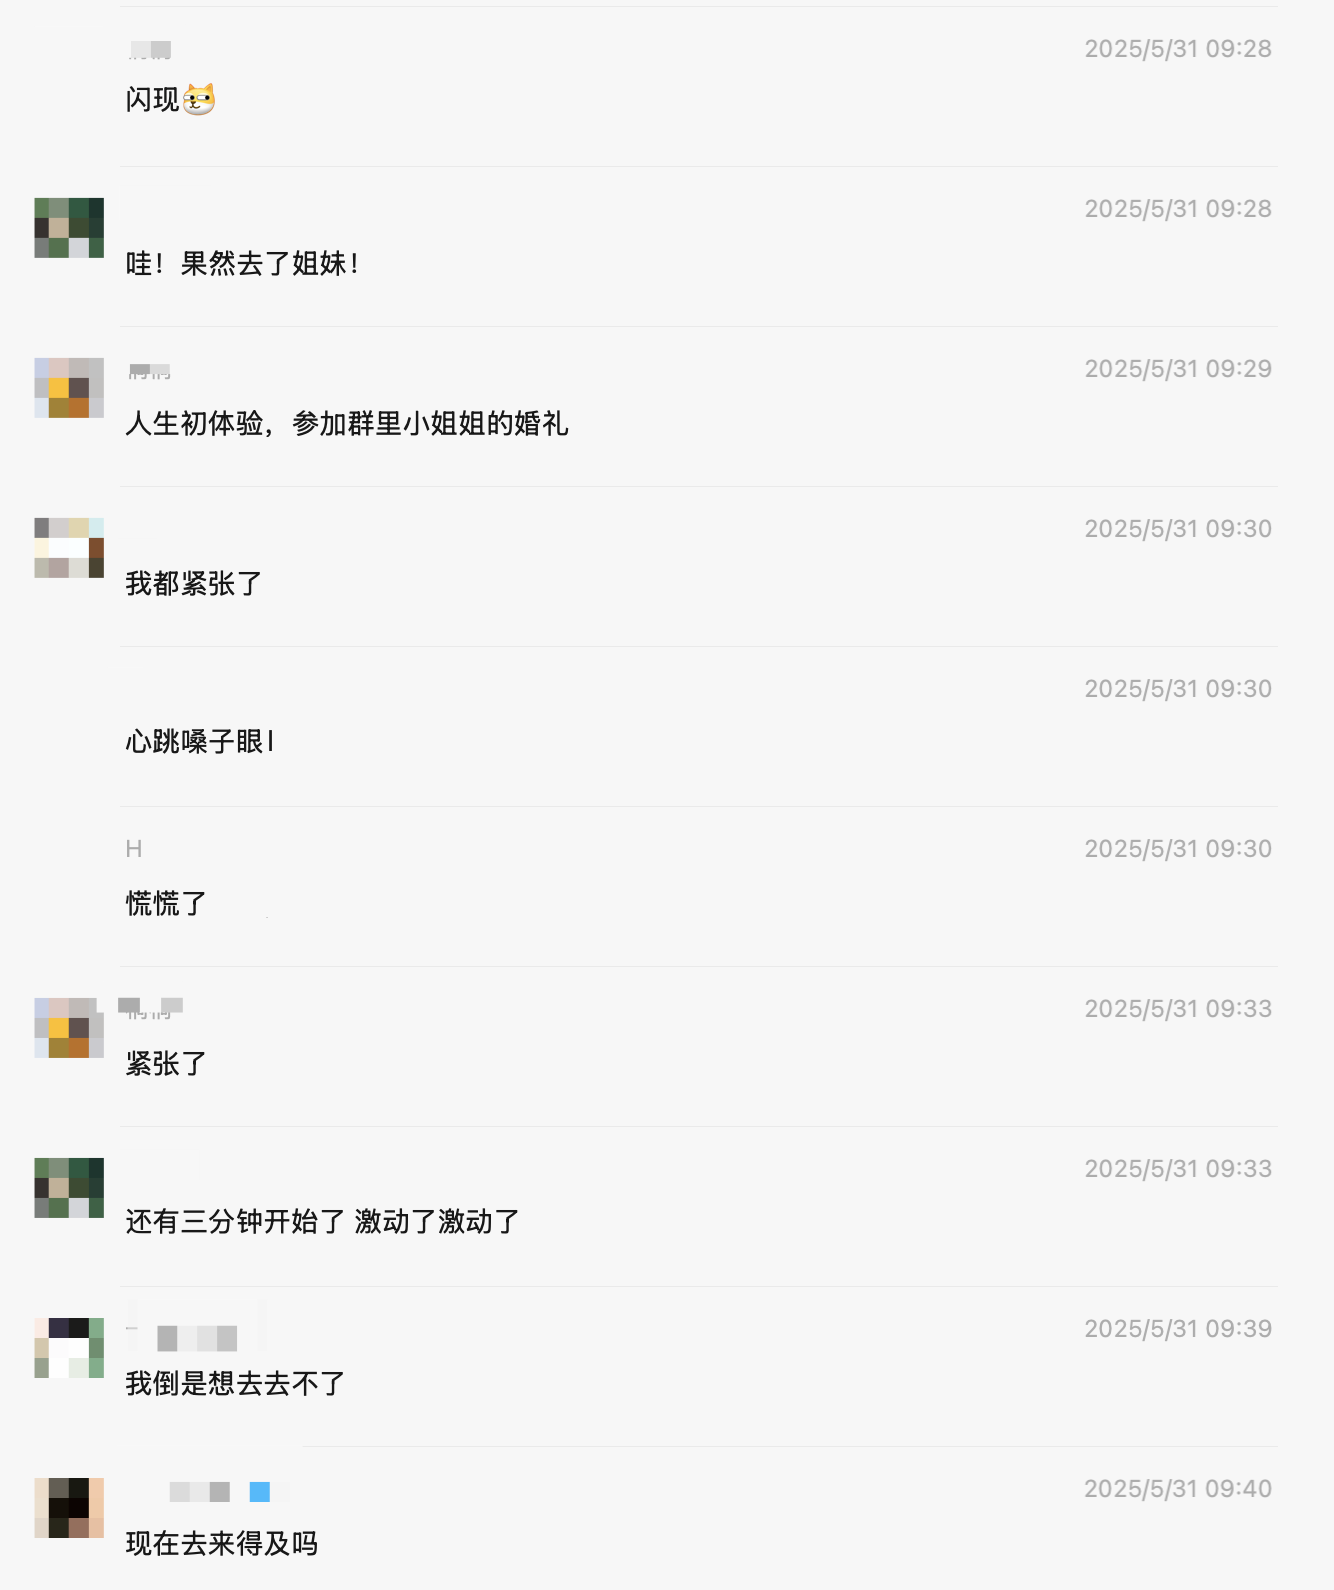 2025/5/31 09:28
闪现
2025/5/31 09:28
哇！果然去了姐妹！
2025/5/31 09:29
人生初体验，参加群里小姐姐的婚礼
2025/5/31 09:30
我都紧张了
2025/5/31 09:30
心跳嗓子眼l
H
2025/5/31 09:30
慌慌了
2025/5/31 09:33
紧张了
2025/5/31 09:33
还有三分钟开始了 激动了激动了
2025/5/31 09:39
我倒是想去去不了
2025/5/31 09:40
现在去来得及吗